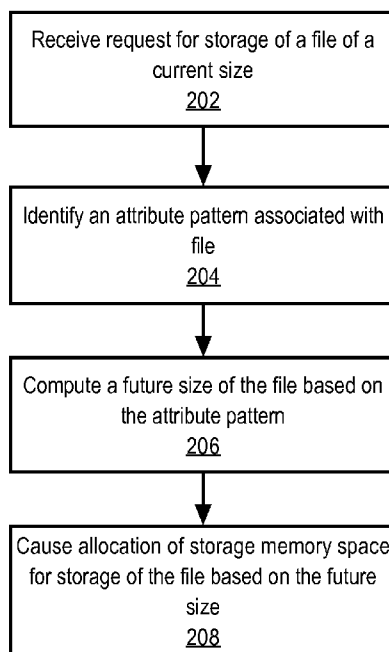 Receive request for storage of a file of a
current size
202
Identify an attribute pattern associated with
file
204
Compute a future size of the file based on
the attribute pattern
206
Cause allocation of storage memory space
for storage of the file based on the future
size
208